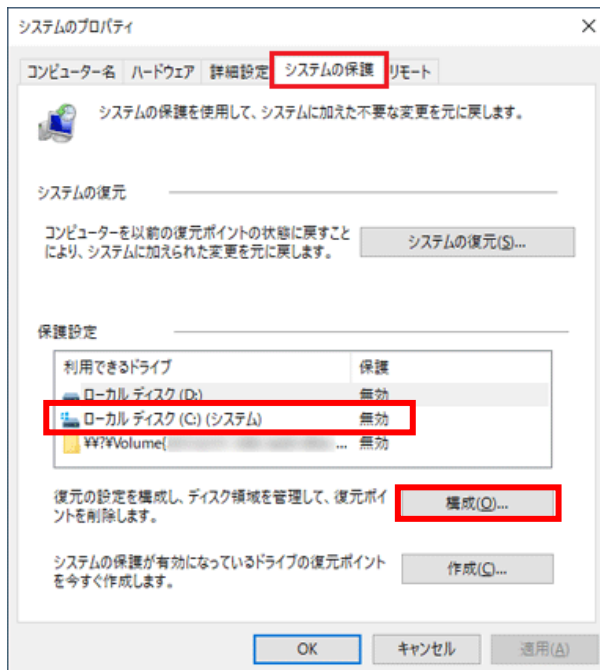 システムのプロパティ
コンピューター名 ハードウェア 詳細設定 システムの保護 リモート
システムの保護を使用して、システムに加えた不要な変更を元に戻します。
システムの復元
コンピューターを以前の復元ポイントの状態に戻すこと
により、システムに加えられた変更を元に戻します。
システムの復元(S)...
保護設定
利用できるドライブ 保護
ローカル ディスク (D:) 無効
ローカル ディスク (C:) (システム) 無効
¥¥?¥Volume{ ... 無効
復元の設定を構成し、ディスク領域を管理して、復元ポイ
ントを削除します。
構成(O)...
システムの保護が有効になっているドライブの復元ポイント
を今すぐ作成します。
作成(C)...
OK キャンセル 適用(A)